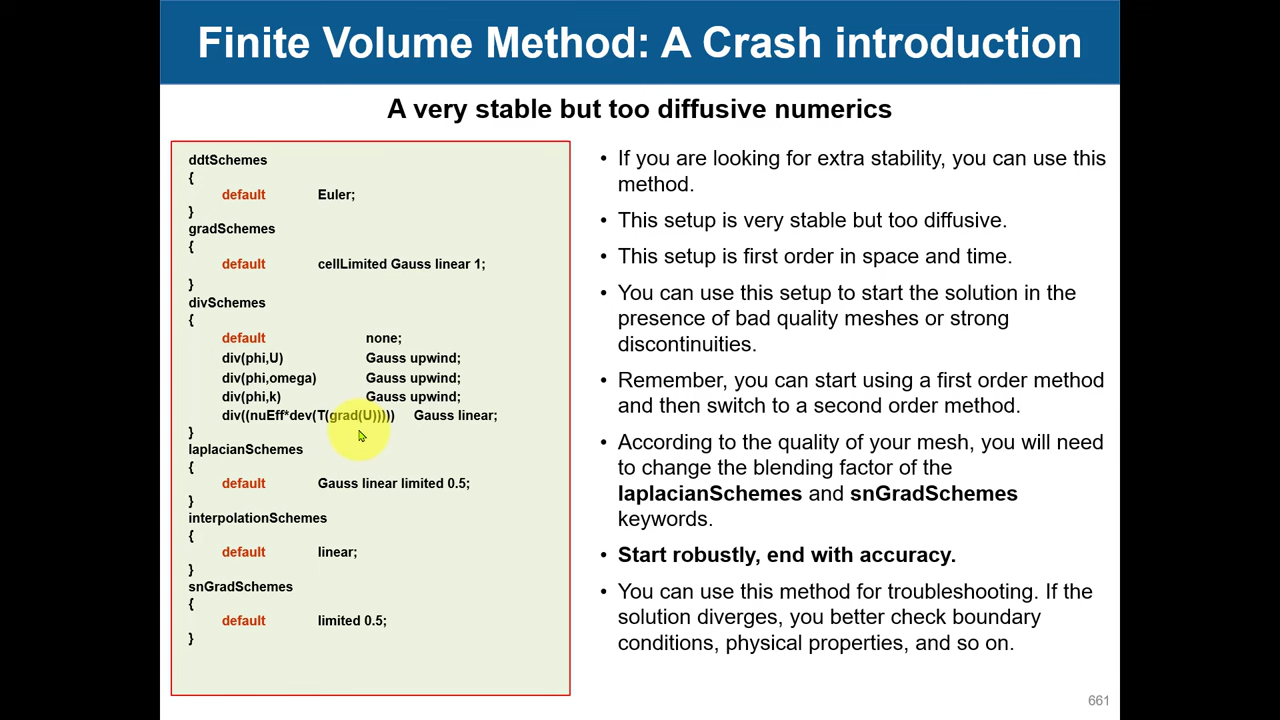 Finite Volume Method: A Crash introduction
A very stable but too diffusive numerics
ddtSchemes
{
default Euler;
}
gradSchemes
{
default cellLimited Gauss linear 1;
}
divSchemes
{
default none;
div(phi,U) Gauss upwind;
div(phi,omega) Gauss upwind;
div(phi,k) Gauss upwind;
div((nuEff*dev(T(grad(U))))) Gauss linear;
}
laplacianSchemes
{
default Gauss linear limited 0.5;
}
interpolationSchemes
{
default linear;
}
snGradSchemes
{
default limited 0.5;
}
• If you are looking for extra stability, you can use this
method.
• This setup is very stable but too diffusive.
• This setup is first order in space and time.
• You can use this setup to start the solution in the
presence of bad quality meshes or strong
discontinuities.
• Remember, you can start using a first order method
and then switch to a second order method.
• According to the quality of your mesh, you will need
to change the blending factor of the
laplacianSchemes and snGradSchemes
keywords.
• Start robustly, end with accuracy.
• You can use this method for troubleshooting. If the
solution diverges, you better check boundary
conditions, physical properties, and so on.
661